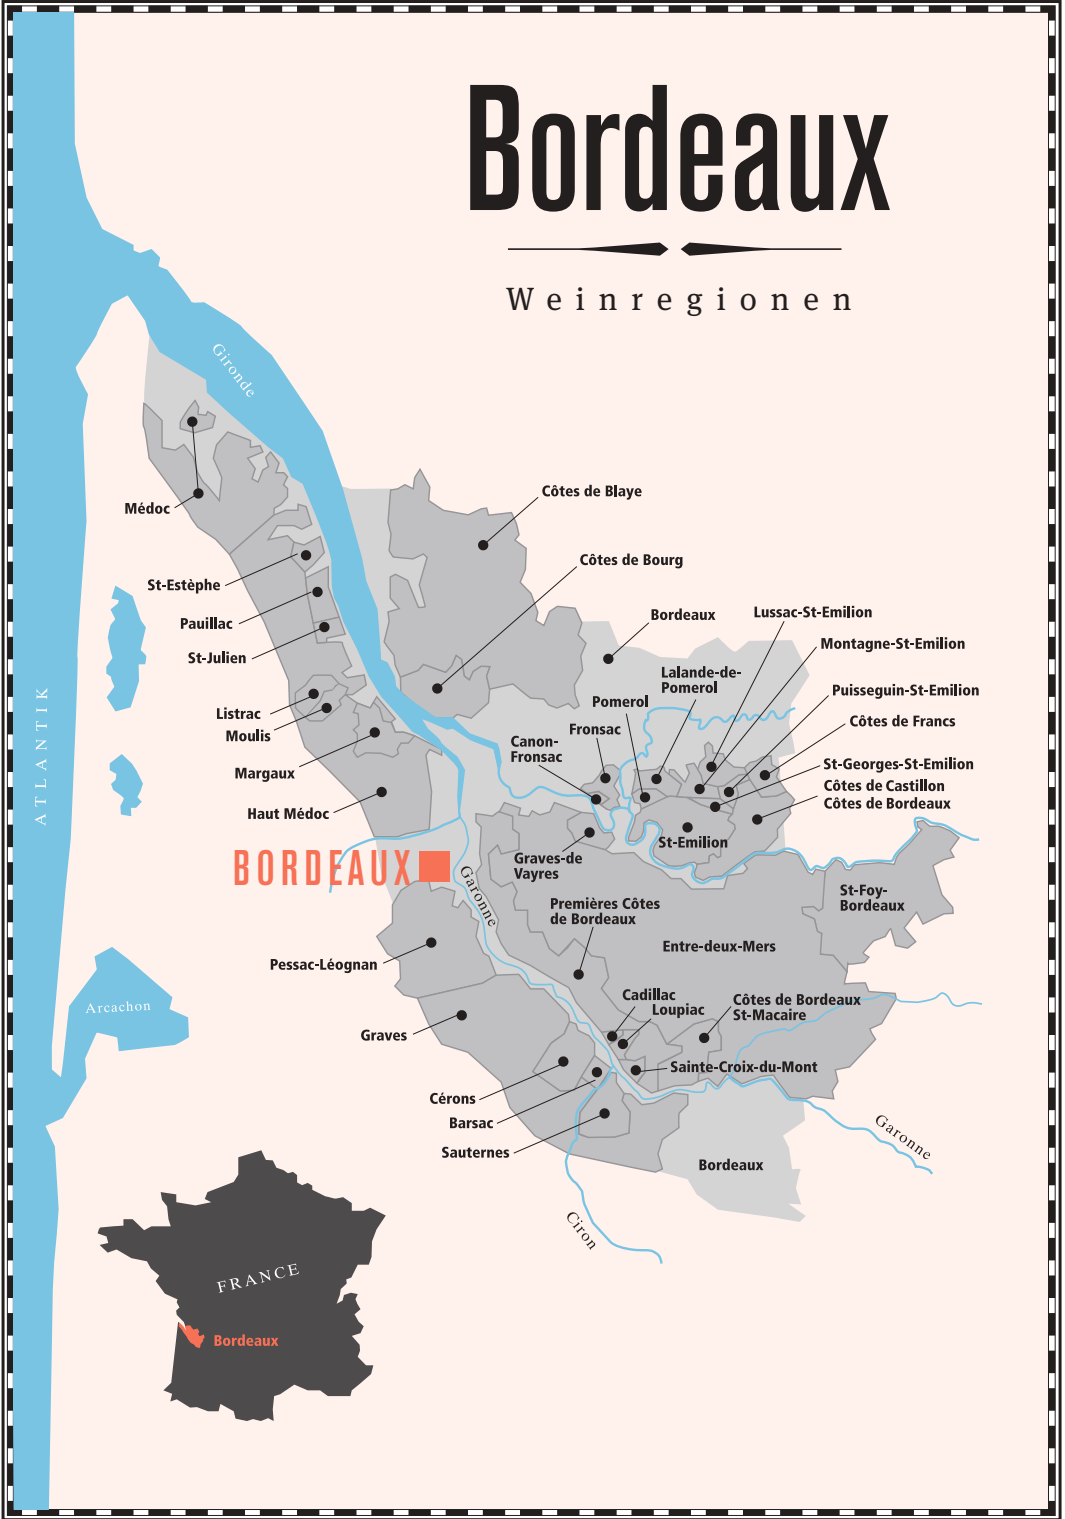 Bordeaux
Weinregionen
Gironde
Côtes de Blaye
Médoc
Côtes de Bourg
St-Estèphe
Bordeaux
Lussac-St-Emilion
Pauillac
Montagne-St-Emilion
St-Julien
Lalande-de-
Pomerol
Puisseguin-St-Emilion
Pomerol
Listrac
Côtes de Francs
Fronsac
Moulis
Canon-
Fronsac
ATLANTIK
St-Georges-St-Emilion
Margaux
Côtes de Castillon
Côtes de Bordeaux
Haut Médoc
St-Emilion
BORDEAUX
Graves-de
Vayres
Garonne
St-Foy-
Bordeaux
Premières Côtes
de Bordeaux
Entre-deux-Mers
Pessac-Léognan
Cadillac
Loupiac
Côtes de Bordeaux
St-Macaire
Arcachon
Graves
Sainte-Croix-du-Mont
Cérons
Barsac
Garonne
Sauternes
Bordeaux
Ciron
FRANCE
Bordeaux